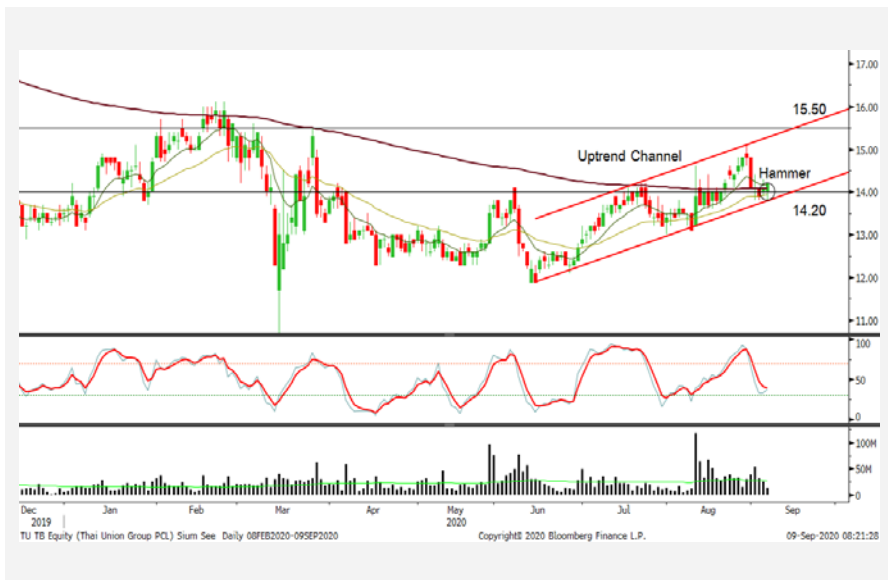 17.00
15.50
16.00
Uptrend Channel
15.00
Hammer
14.00
14.20
13.00
12.00
11.00
100
50
0
100M
50M
0
Dec Jan Feb Mar Apr May Jun Jul Aug Sep
2019 2020
TU TB Equity (Thai Union Group PCL) Sium See Daily 08FEB2020-09SEP2020 Copyright© 2020 Bloomberg Finance L.P. 09-Sep-2020 08:21:28